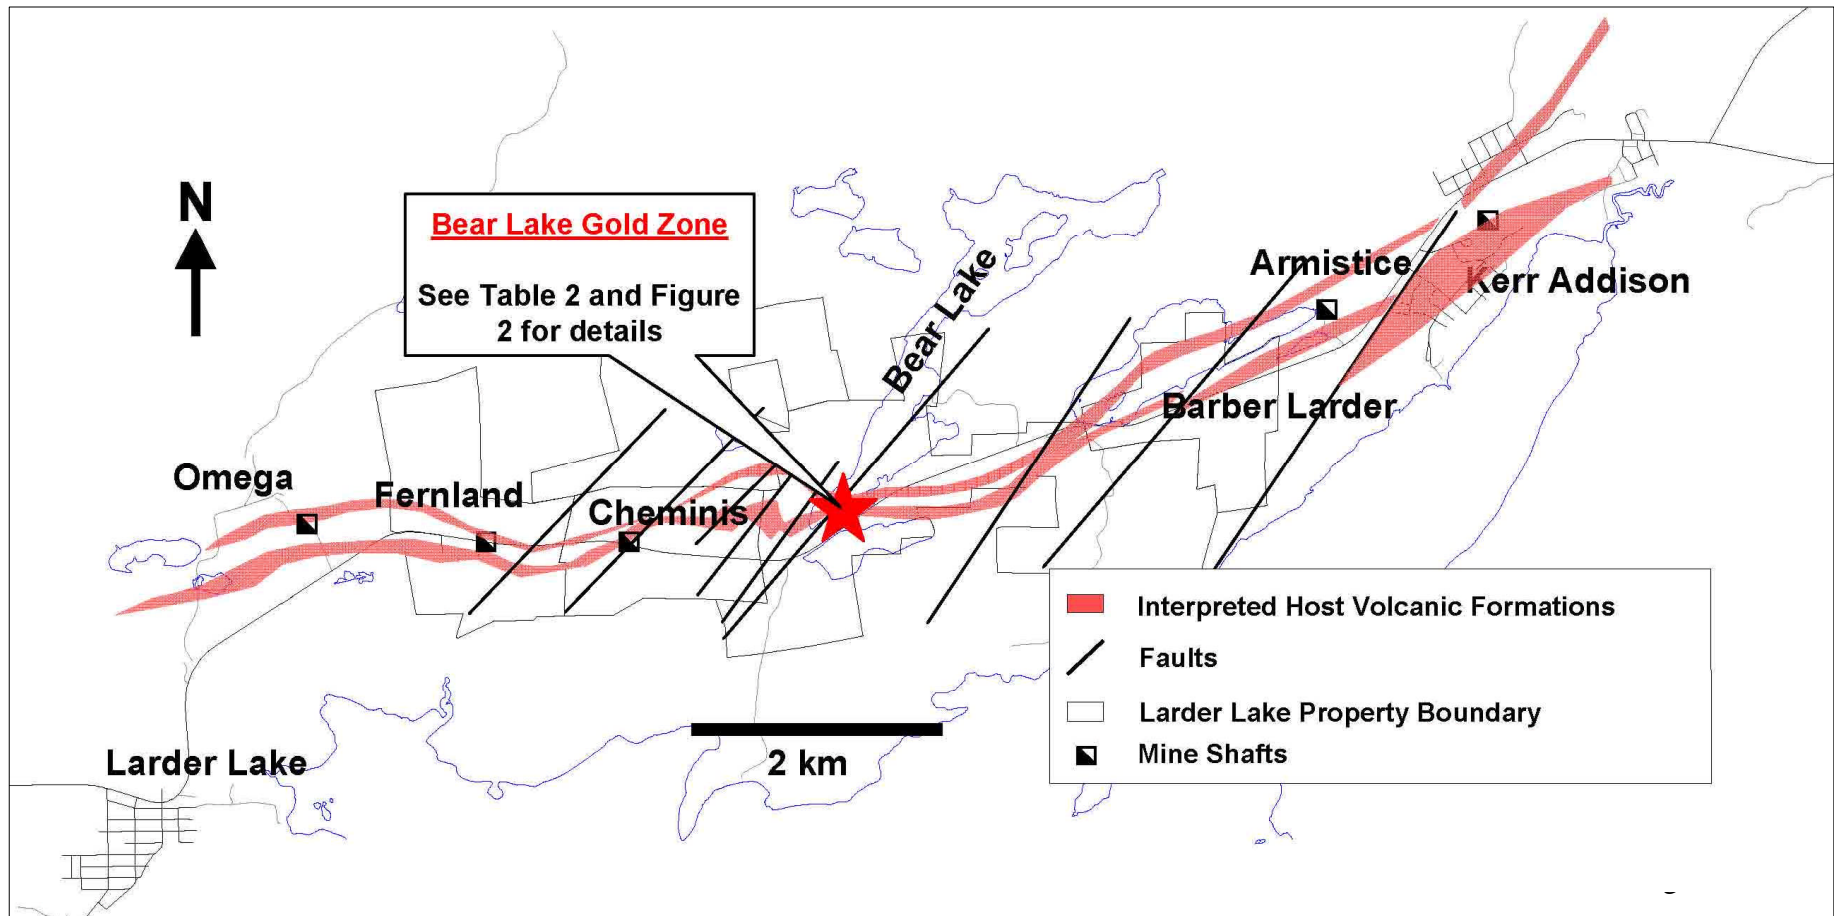 N
Bear Lake Gold Zone
See Table 2 and Figure
2 for details
Bear Lake
Armistice
Kerr Addison
Barber Larder
Omega
Fernland
Cheminis
Larder Lake
2 km
Interpreted Host Volcanic Formations
Faults
Larder Lake Property Boundary
Mine Shafts